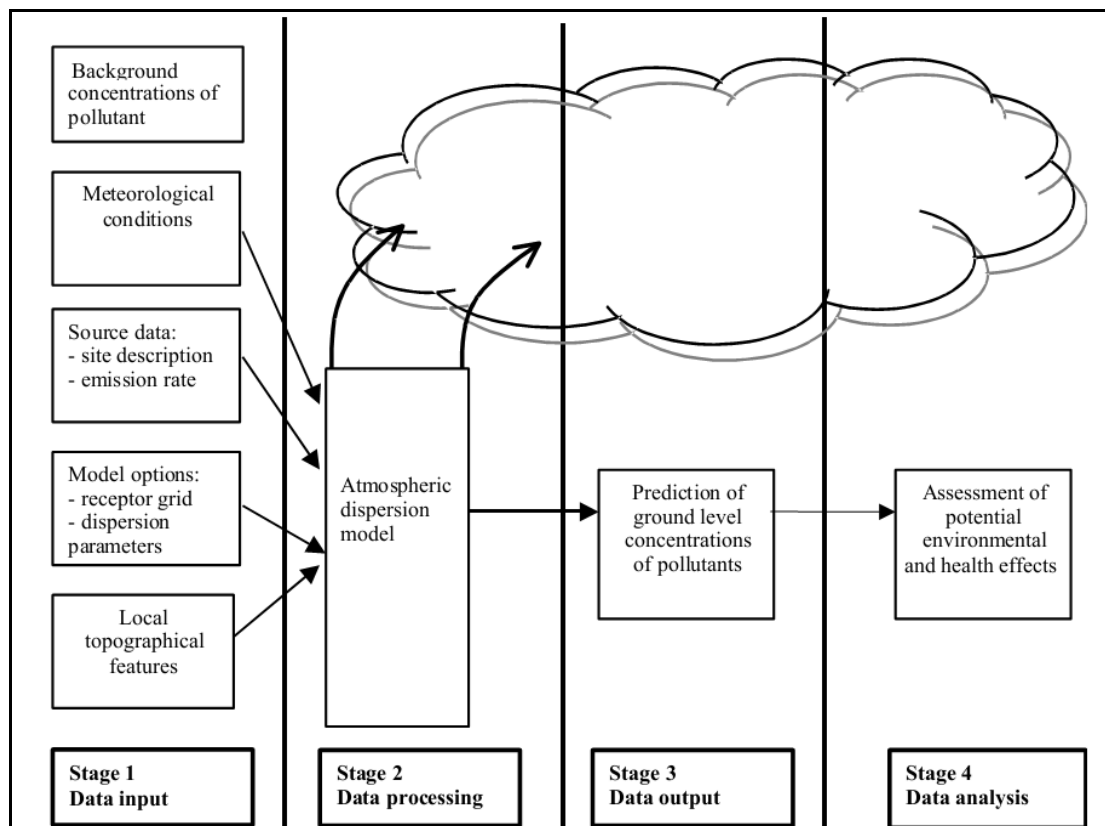 Background
concentrations of
pollutant
Meteorological
conditions
Source data:
- site description
- emission rate
Model options:
- receptor grid
- dispersion
parameters
Local
topographical
features
Atmospheric
dispersion
model
Prediction of
ground level
concentrations
of pollutants
Assessment of
potential
environmental
and health effects
Stage 1
Data input
Stage 2
Data processing
Stage 3
Data output
Stage 4
Data analysis